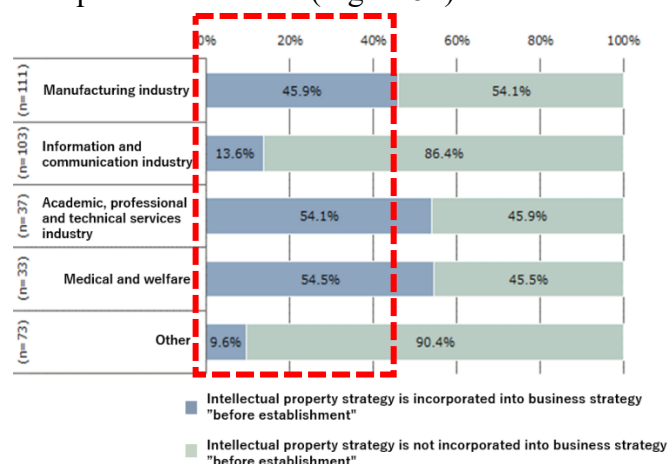 0% 20% 40% 60% 80% 100%
(n=111) Manufacturing industry 45.9% 54.1%
(n=103) Information and
communication industry 13.6% 86.4%
(n=37) Academic, professional
and technical services
industry 54.1% 45.9%
(n=33) Medical and welfare 54.5% 45.5%
(n=73) Other 9.6% 90.4%
Intellectual property strategy is incorporated into business strategy
"before establishment"
Intellectual property strategy is not incorporated into business strategy
"before establishment"